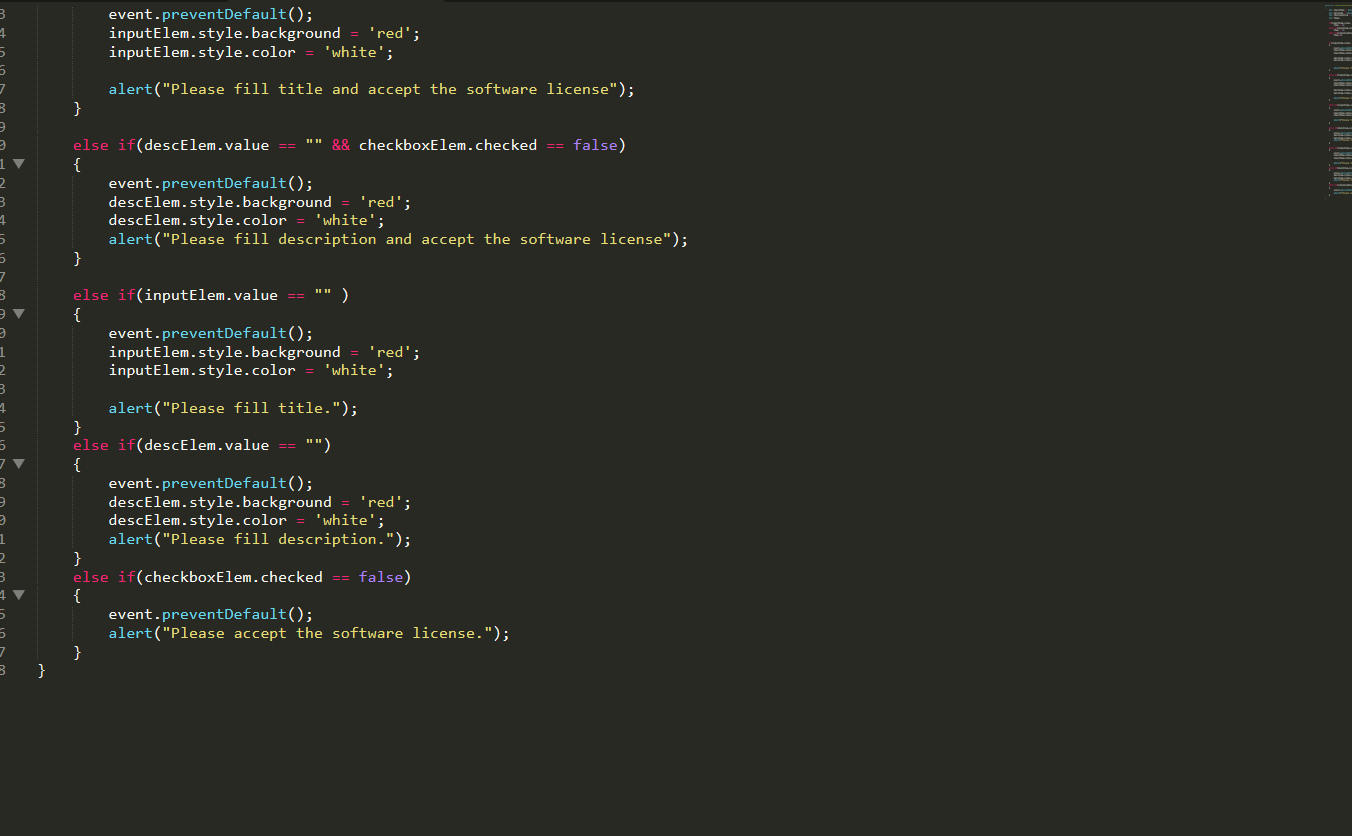 3 event.preventDefault();
4 inputElem.style.background = 'red';
5 inputElem.style.color = 'white';
6
7 alert("Please fill title and accept the software license");
8 }
9
0 else if(descElem.value == "" && checkboxElem.checked == false)
1 {
2 event.preventDefault();
3 descElem.style.background = 'red';
4 descElem.style.color = 'white';
5 alert("Please fill description and accept the software license");
6 }
7
8 else if(inputElem.value == "" )
9 {
0 event.preventDefault();
1 inputElem.style.background = 'red';
2 inputElem.style.color = 'white';
3
4 alert("Please fill title.");
5 }
6 else if(descElem.value == "")
7 {
8 event.preventDefault();
9 descElem.style.background = 'red';
0 descElem.style.color = 'white';
1 alert("Please fill description.");
2 }
3 else if(checkboxElem.checked == false)
4 {
5 event.preventDefault();
6 alert("Please accept the software license.");
7 }
8 }